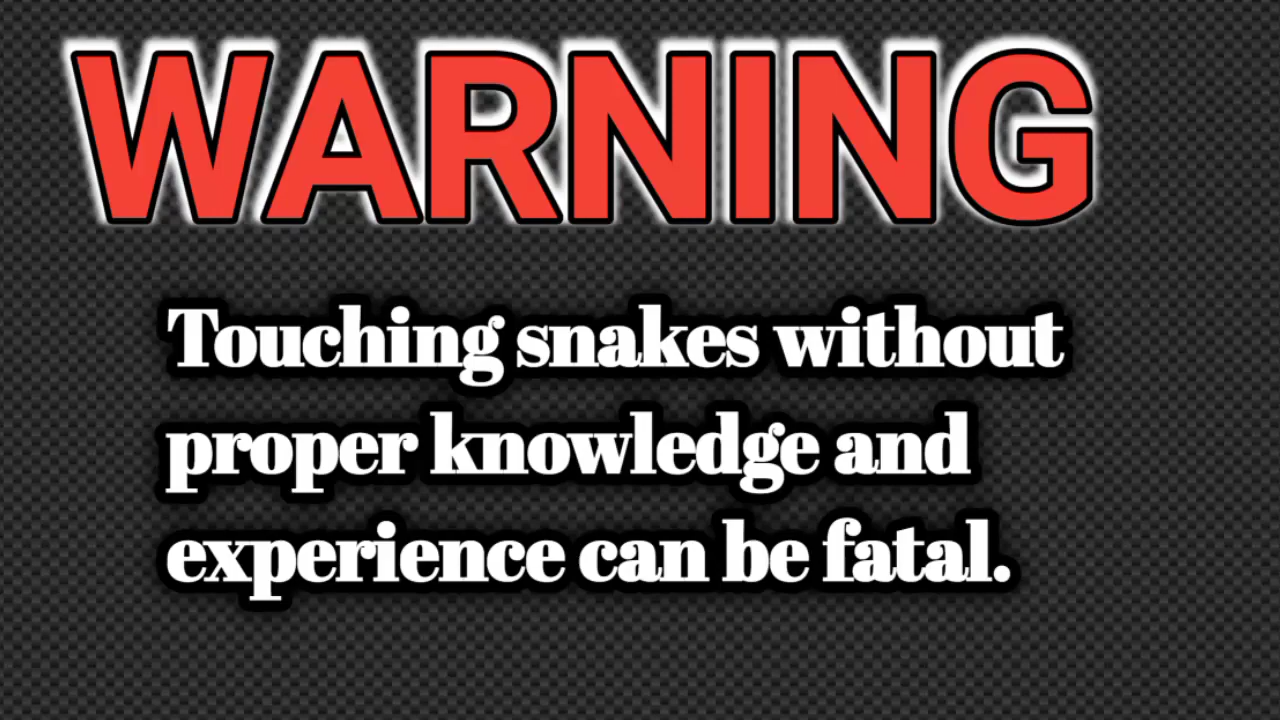 WARNING
Touching snakes without
proper knowledge and
experience can be fatal.